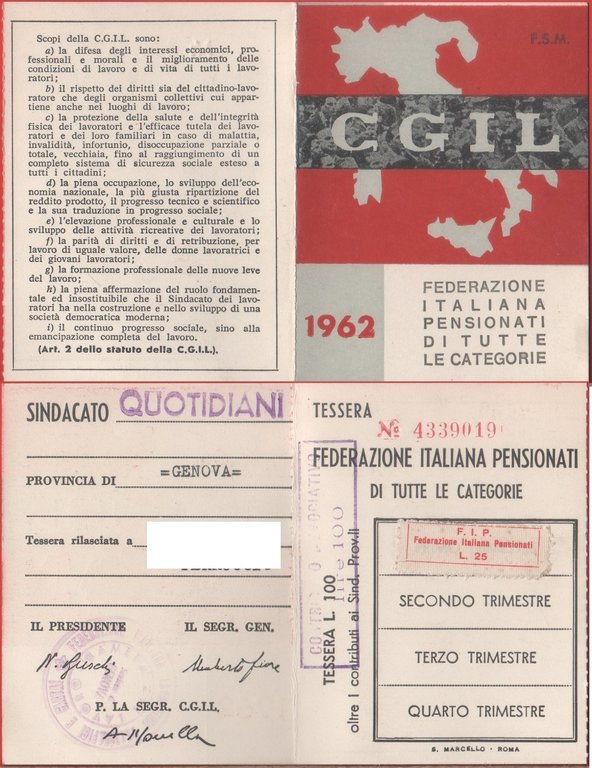 Scopi della C.G.I.L. sono:
a) la difesa degli interessi economici, pro-
fessionali e morali e il miglioramento delle
condizioni di lavoro e di vita di tutti i lavo-
ratori;
b) il rispetto dei diritti sia del cittadino-lavo-
ratore che degli organismi collettivi cui appar-
tiene anche nei luoghi di lavoro;
c) la protezione della salute e dell'integrità
fisica dei lavoratori e l'efficace tutela dei lavo-
ratori e dei loro familiari in caso di malattia,
invalidità, infortunio, disoccupazione parziale o
totale, vecchiaia, fino al raggiungimento di un
completo sistema di sicurezza sociale esteso a
tutti i cittadini;
d) la piena occupazione, lo sviluppo dell'eco-
nomia nazionale, la più giusta ripartizione del
reddito prodotto, il progresso tecnico e scientifico
e la sua traduzione in progresso sociale;
e) l'elevazione professionale e culturale e lo
sviluppo delle attività ricreative dei lavoratori;
f) la parità di diritti e di retribuzione, per
lavoro di uguale valore, delle donne lavoratrici e
dei giovani lavoratori;
g) la formazione professionale delle nuove leve
del lavoro;
h) la piena affermazione del ruolo fondamen-
tale ed insostituibile che il Sindacato dei lavo-
ratori ha nella costruzione e nello sviluppo di una
società democratica moderna;
i) il continuo progresso sociale, sino alla
emancipazione completa del lavoro.
(Art. 2 dello statuto della C.G.I.L.).
F.S.M.
CGIL
1962
FEDERAZIONE
ITALIANA
PENSIONATI
DI TUTTE
LE CATEGORIE
SINDACATO QUOTIDIANI
PROVINCIA DI =GENOVA=
Tessera rilasciata a
IL PRESIDENTE IL SEGR. GEN.
Umberto Fiore
P. LA SEGR. C.G.I.L.
TESSERA
№ 4339019
FEDERAZIONE ITALIANA PENSIONATI
DI TUTTE LE CATEGORIE
lire 100
TESSERA L. 100
oltre i contributi ai Sind. Prov.li
F. I. P.
Federazione Italiana Pensionati
L. 25
SECONDO TRIMESTRE
TERZO TRIMESTRE
QUARTO TRIMESTRE
S. MARCELLO - ROMA